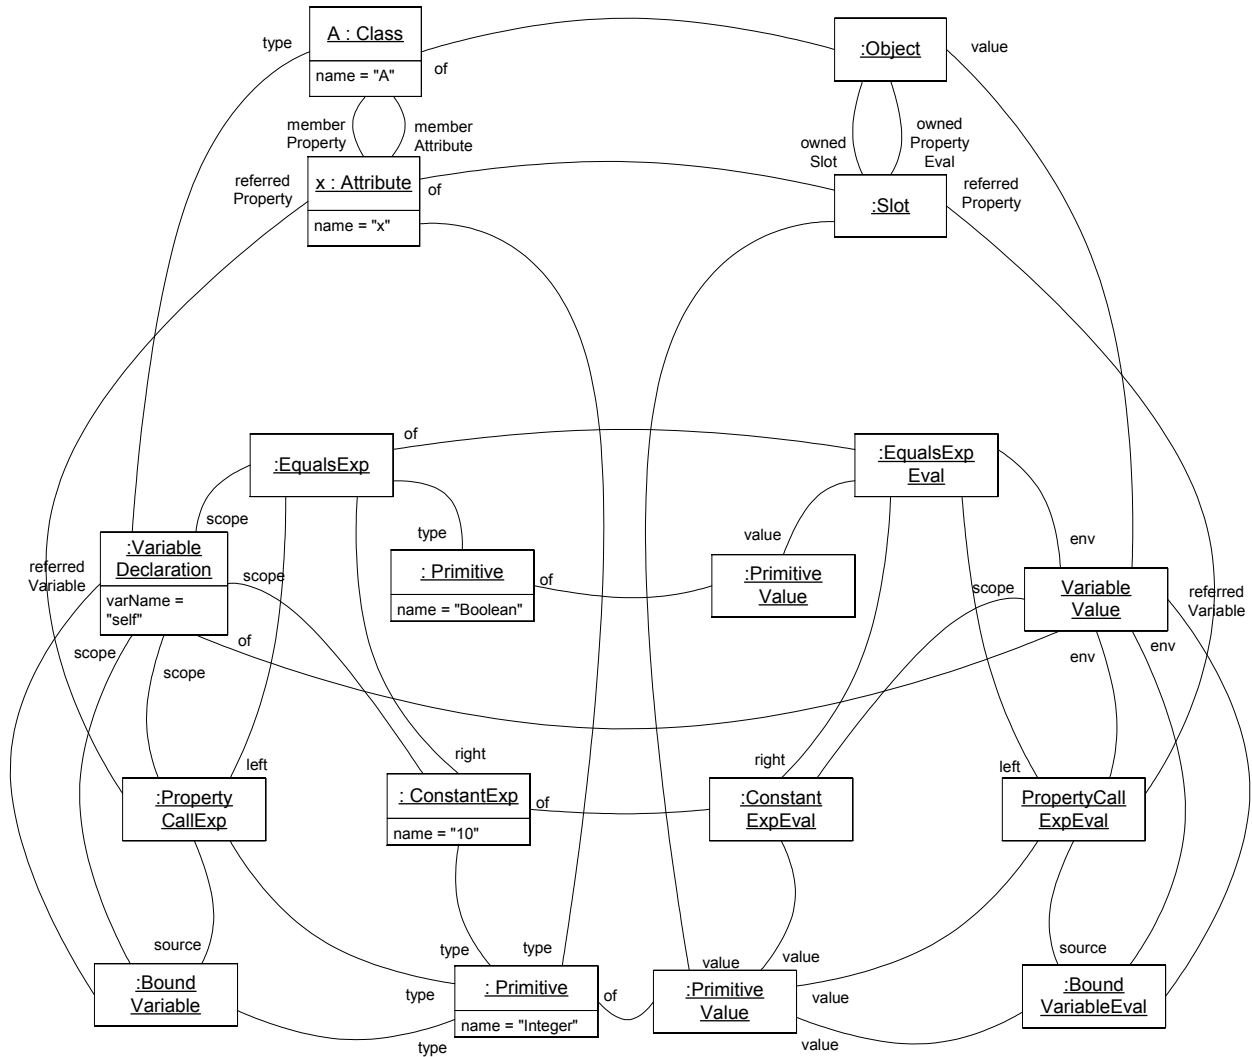 A : Class
name = "A"
type
of
:Object
value
member
Property
member
Attribute
owned
Slot
owned
Property
Eval
referred
Property
x : Attribute
name = "x"
of
:Slot
referred
Property
:EqualsExp
of
:EqualsExp
Eval
scope
type
value
env
referred
Variable
:Variable
Declaration
varName =
"self"
scope
: Primitive
name = "Boolean"
of
:Primitive
Value
scope
Variable
Value
referred
Variable
scope
scope
of
env
env
left
right
right
left
:Property
CallExp
: ConstantExp
name = "10"
of
:Constant
ExpEval
PropertyCall
ExpEval
source
type
type
value
value
source
:Bound
Variable
type
: Primitive
name = "Integer"
of
:Primitive
Value
value
:Bound
VariableEval
type
value